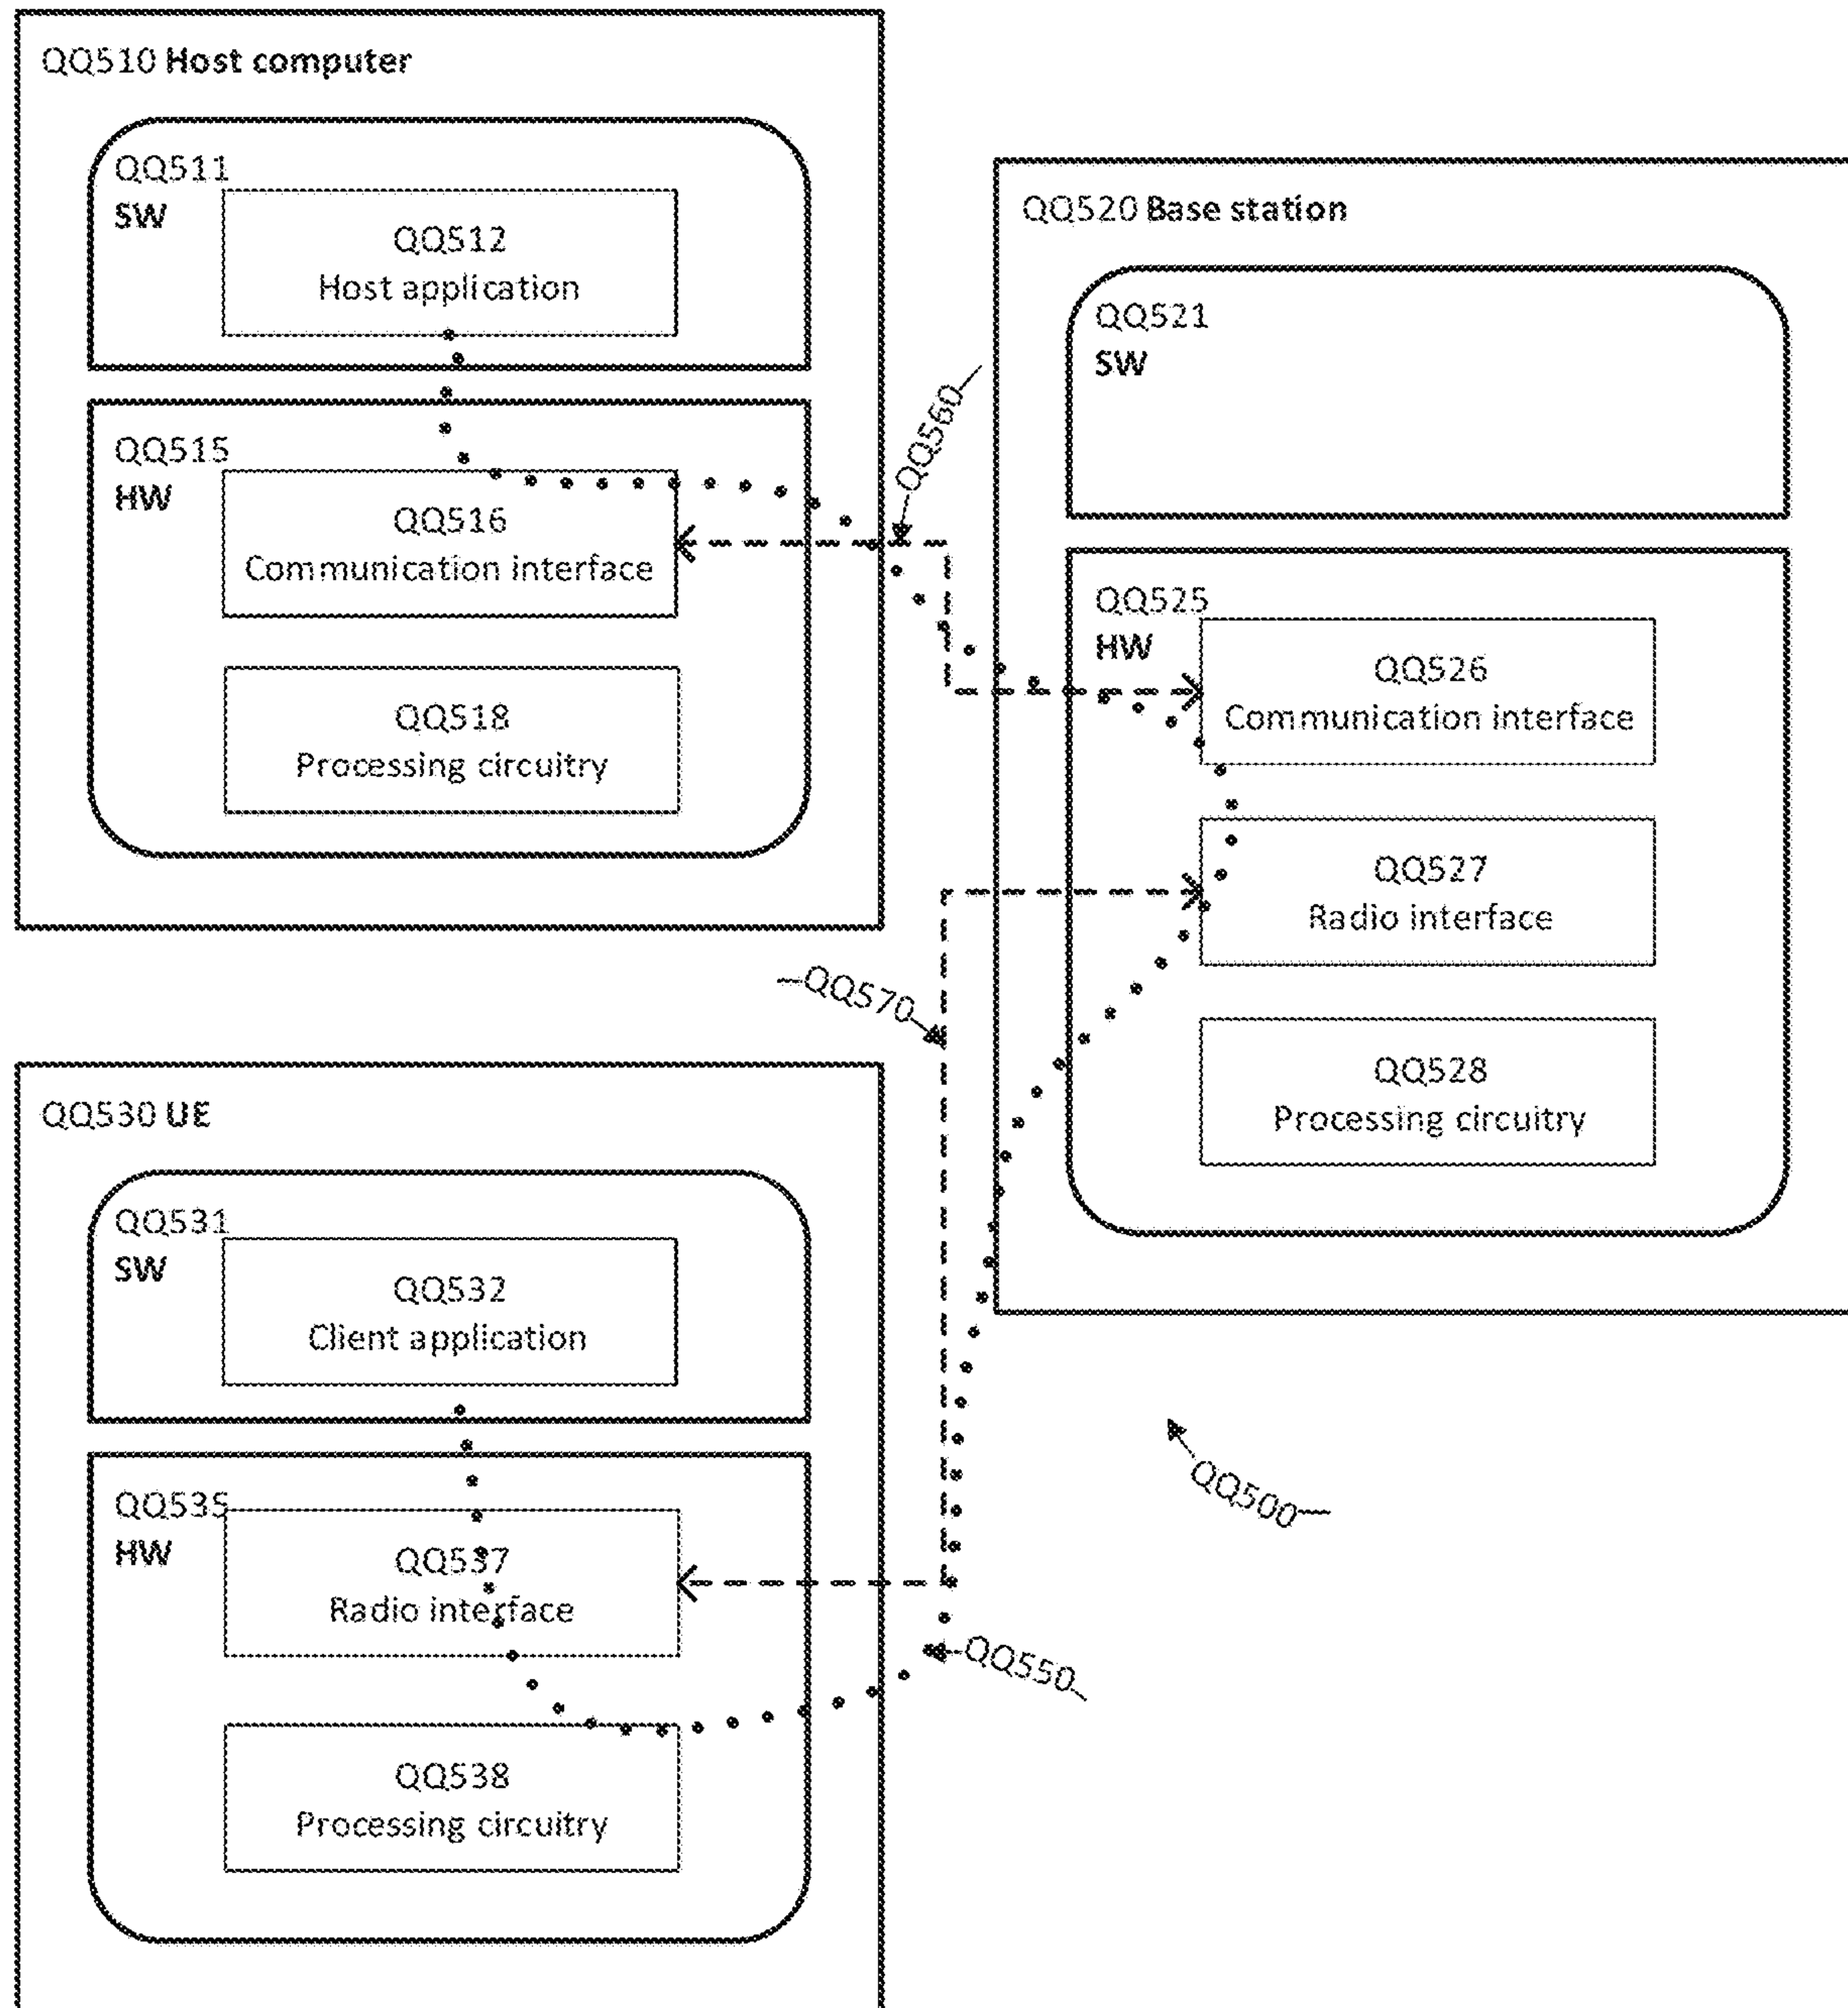 QQ510 Host computer
QQ511
SW
QQ512
Host application
QQ515
HW
QQ516
Communication interface
QQ518
Processing circuitry
QQ560
QQ520 Base station
QQ521
SW
QQ525
HW
QQ526
Communication interface
QQ527
Radio interface
QQ528
Processing circuitry
QQ570
QQ530 UE
QQ531
SW
QQ532
Client application
QQ535
HW
QQ537
Radio interface
QQ538
Processing circuitry
QQ500
QQ550